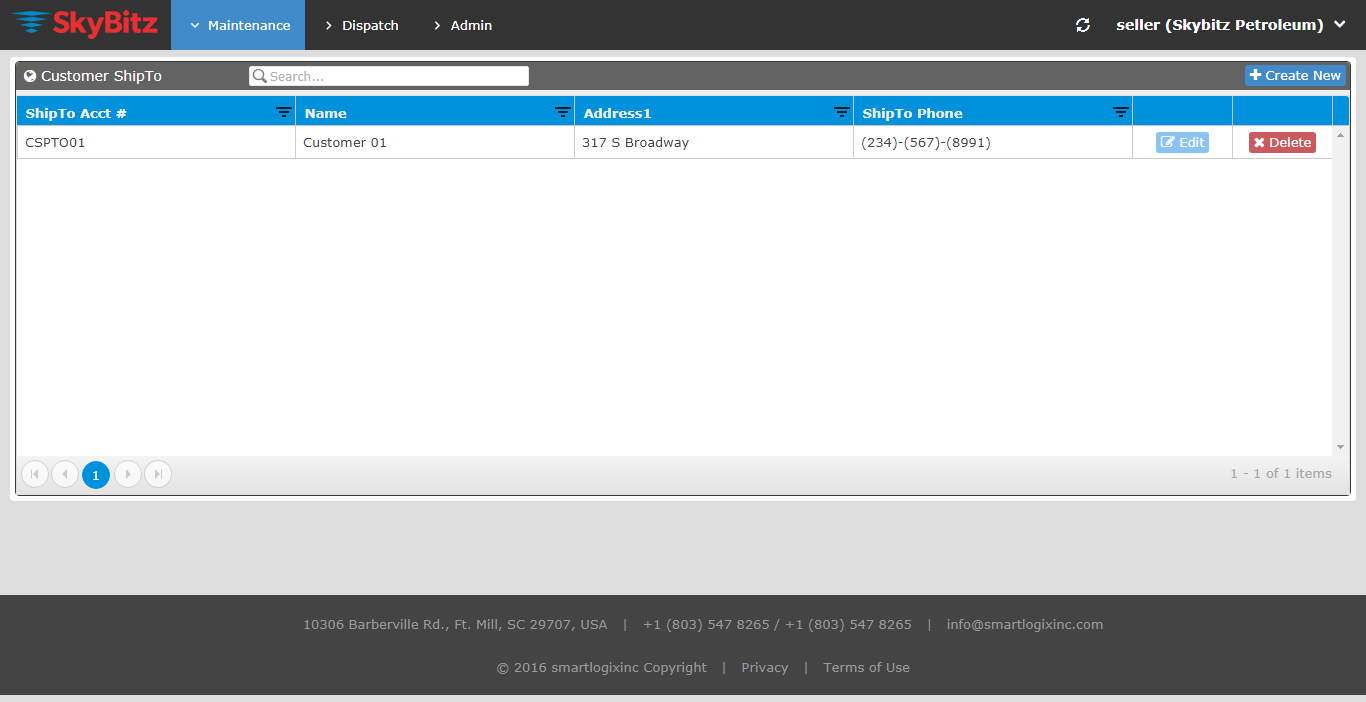 SkyBitz Maintenance Dispatch Admin seller (Skybitz Petroleum)
Customer ShipTo Search... Create New
ShipTo Acct # Name Address1 ShipTo Phone
CSPTO01 Customer 01 317 S Broadway (234)-(567)-(8991) Edit Delete
1 1 - 1 of 1 items
10306 Barberville Rd., Ft. Mill, SC 29707, USA | +1 (803) 547 8265 / +1 (803) 547 8265 | info@smartlogixinc.com
© 2016 smartlogixinc Copyright | Privacy | Terms of Use